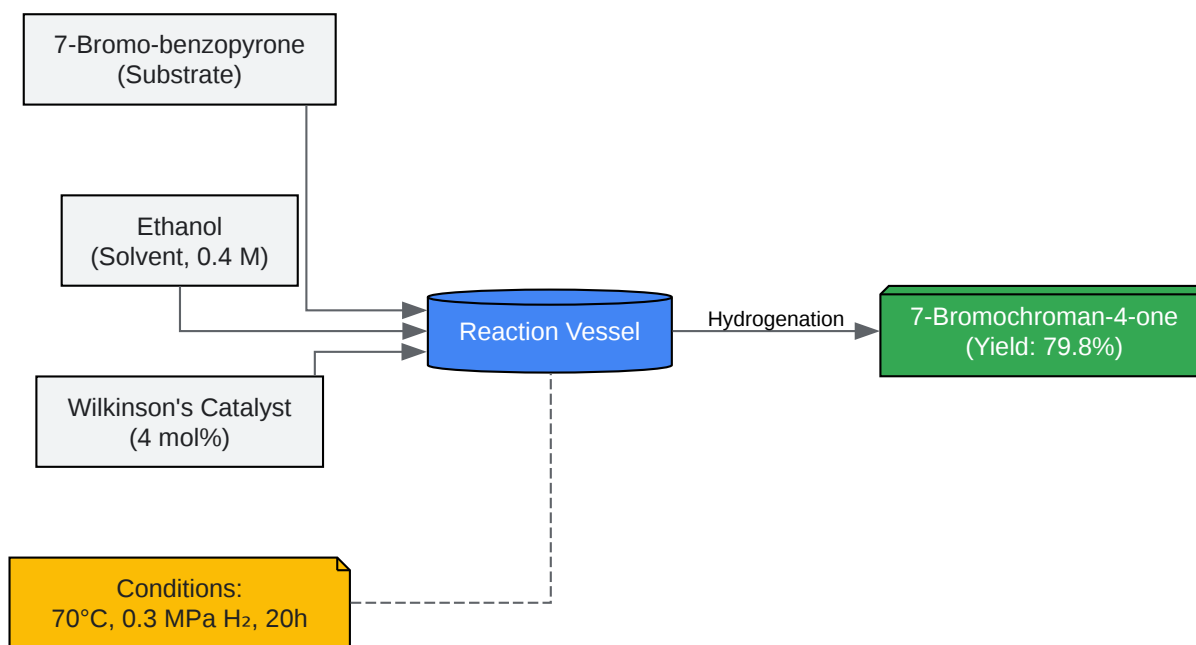 7-Bromo-benzopyrone
(Substrate)
Ethanol
(Solvent, 0.4 M)
Wilkinson's Catalyst
(4 mol%)
Conditions:
70°C, 0.3 MPa H₂, 20h
Reaction Vessel
Hydrogenation
7-Bromochroman-4-one
(Yield: 79.8%)